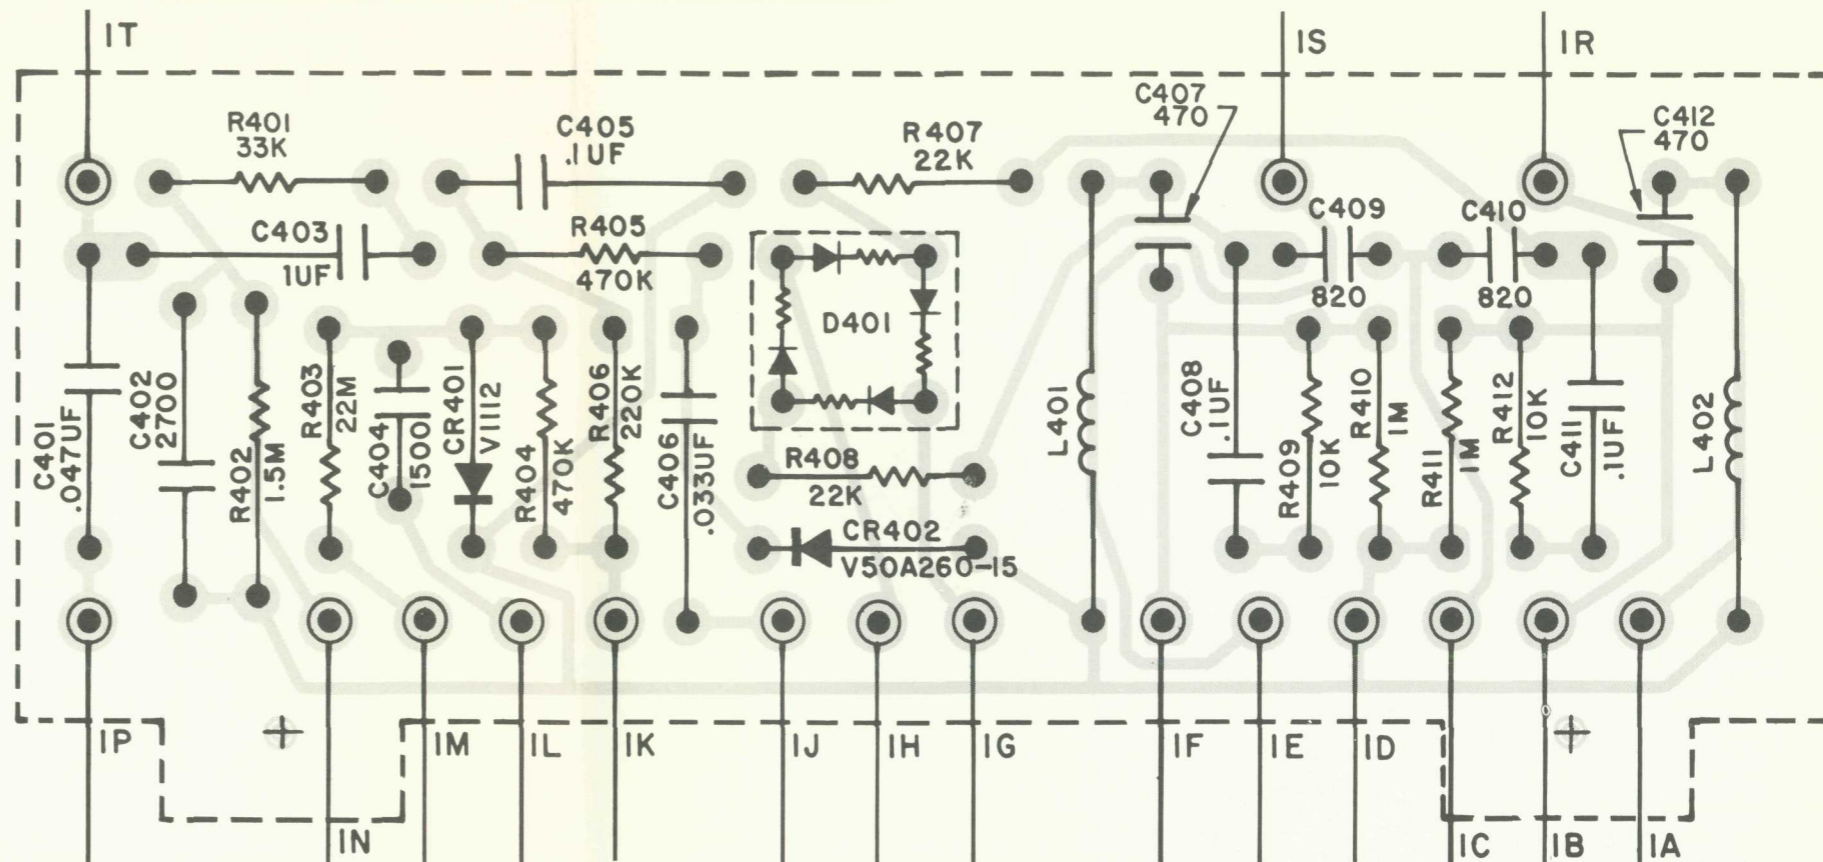 IT
IS
IR
R401
33K
C405
.1UF
R407
22K
C407
470
C412
470
C403
1UF
R405
470K
C409
820
C410
820
D401
C401
.047UF
C402
2700
R402
1.5M
R403
22M
C404
1500
CR401
V1112
R404
470K
R406
220K
C406
.033UF
R408
22K
CR402
V50A260-15
L401
C408
.1UF
R409
10K
R410
1M
R411
1M
R412
10K
C411
.1UF
L402
IP
IN
IM
IL
IK
IJ
IH
IG
IF
IE
ID
IC
IB
IA